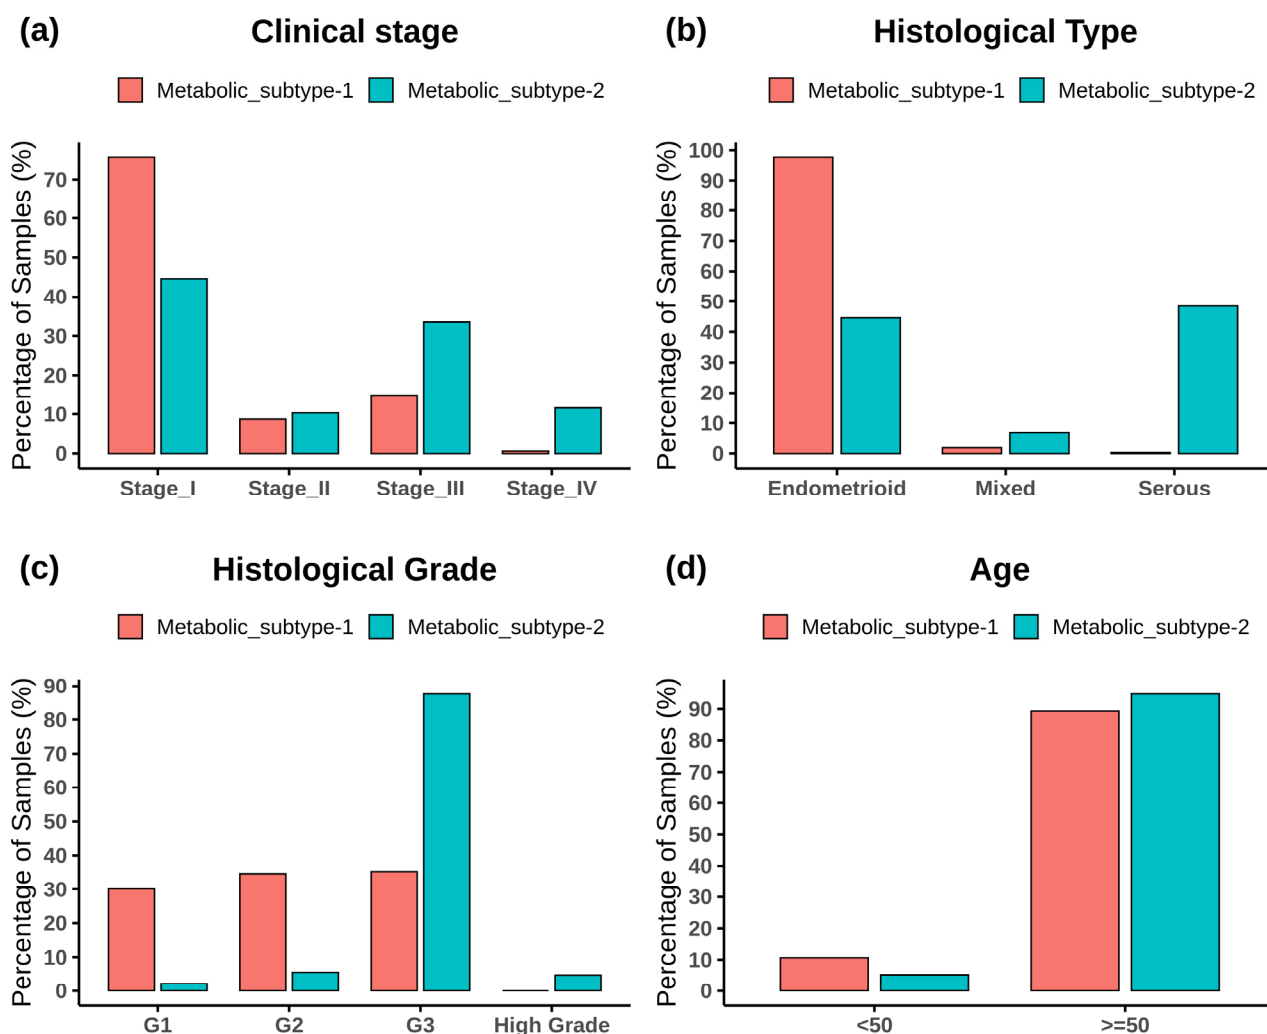 (a)
Clinical stage
Metabolic_subtype-1 Metabolic_subtype-2
Percentage of Samples (%)
70
60
50
40
30
20
10
0
Stage_I Stage_II Stage_III Stage_IV
(b)
Histological Type
Metabolic_subtype-1 Metabolic_subtype-2
Percentage of Samples (%)
100
90
80
70
60
50
40
30
20
10
0
Endometrioid Mixed Serous
(c)
Histological Grade
Metabolic_subtype-1 Metabolic_subtype-2
Percentage of Samples (%)
90
80
70
60
50
40
30
20
10
0
G1 G2 G3 High Grade
(d)
Age
Metabolic_subtype-1 Metabolic_subtype-2
Percentage of Samples (%)
90
80
70
60
50
40
30
20
10
0
<50 >=50